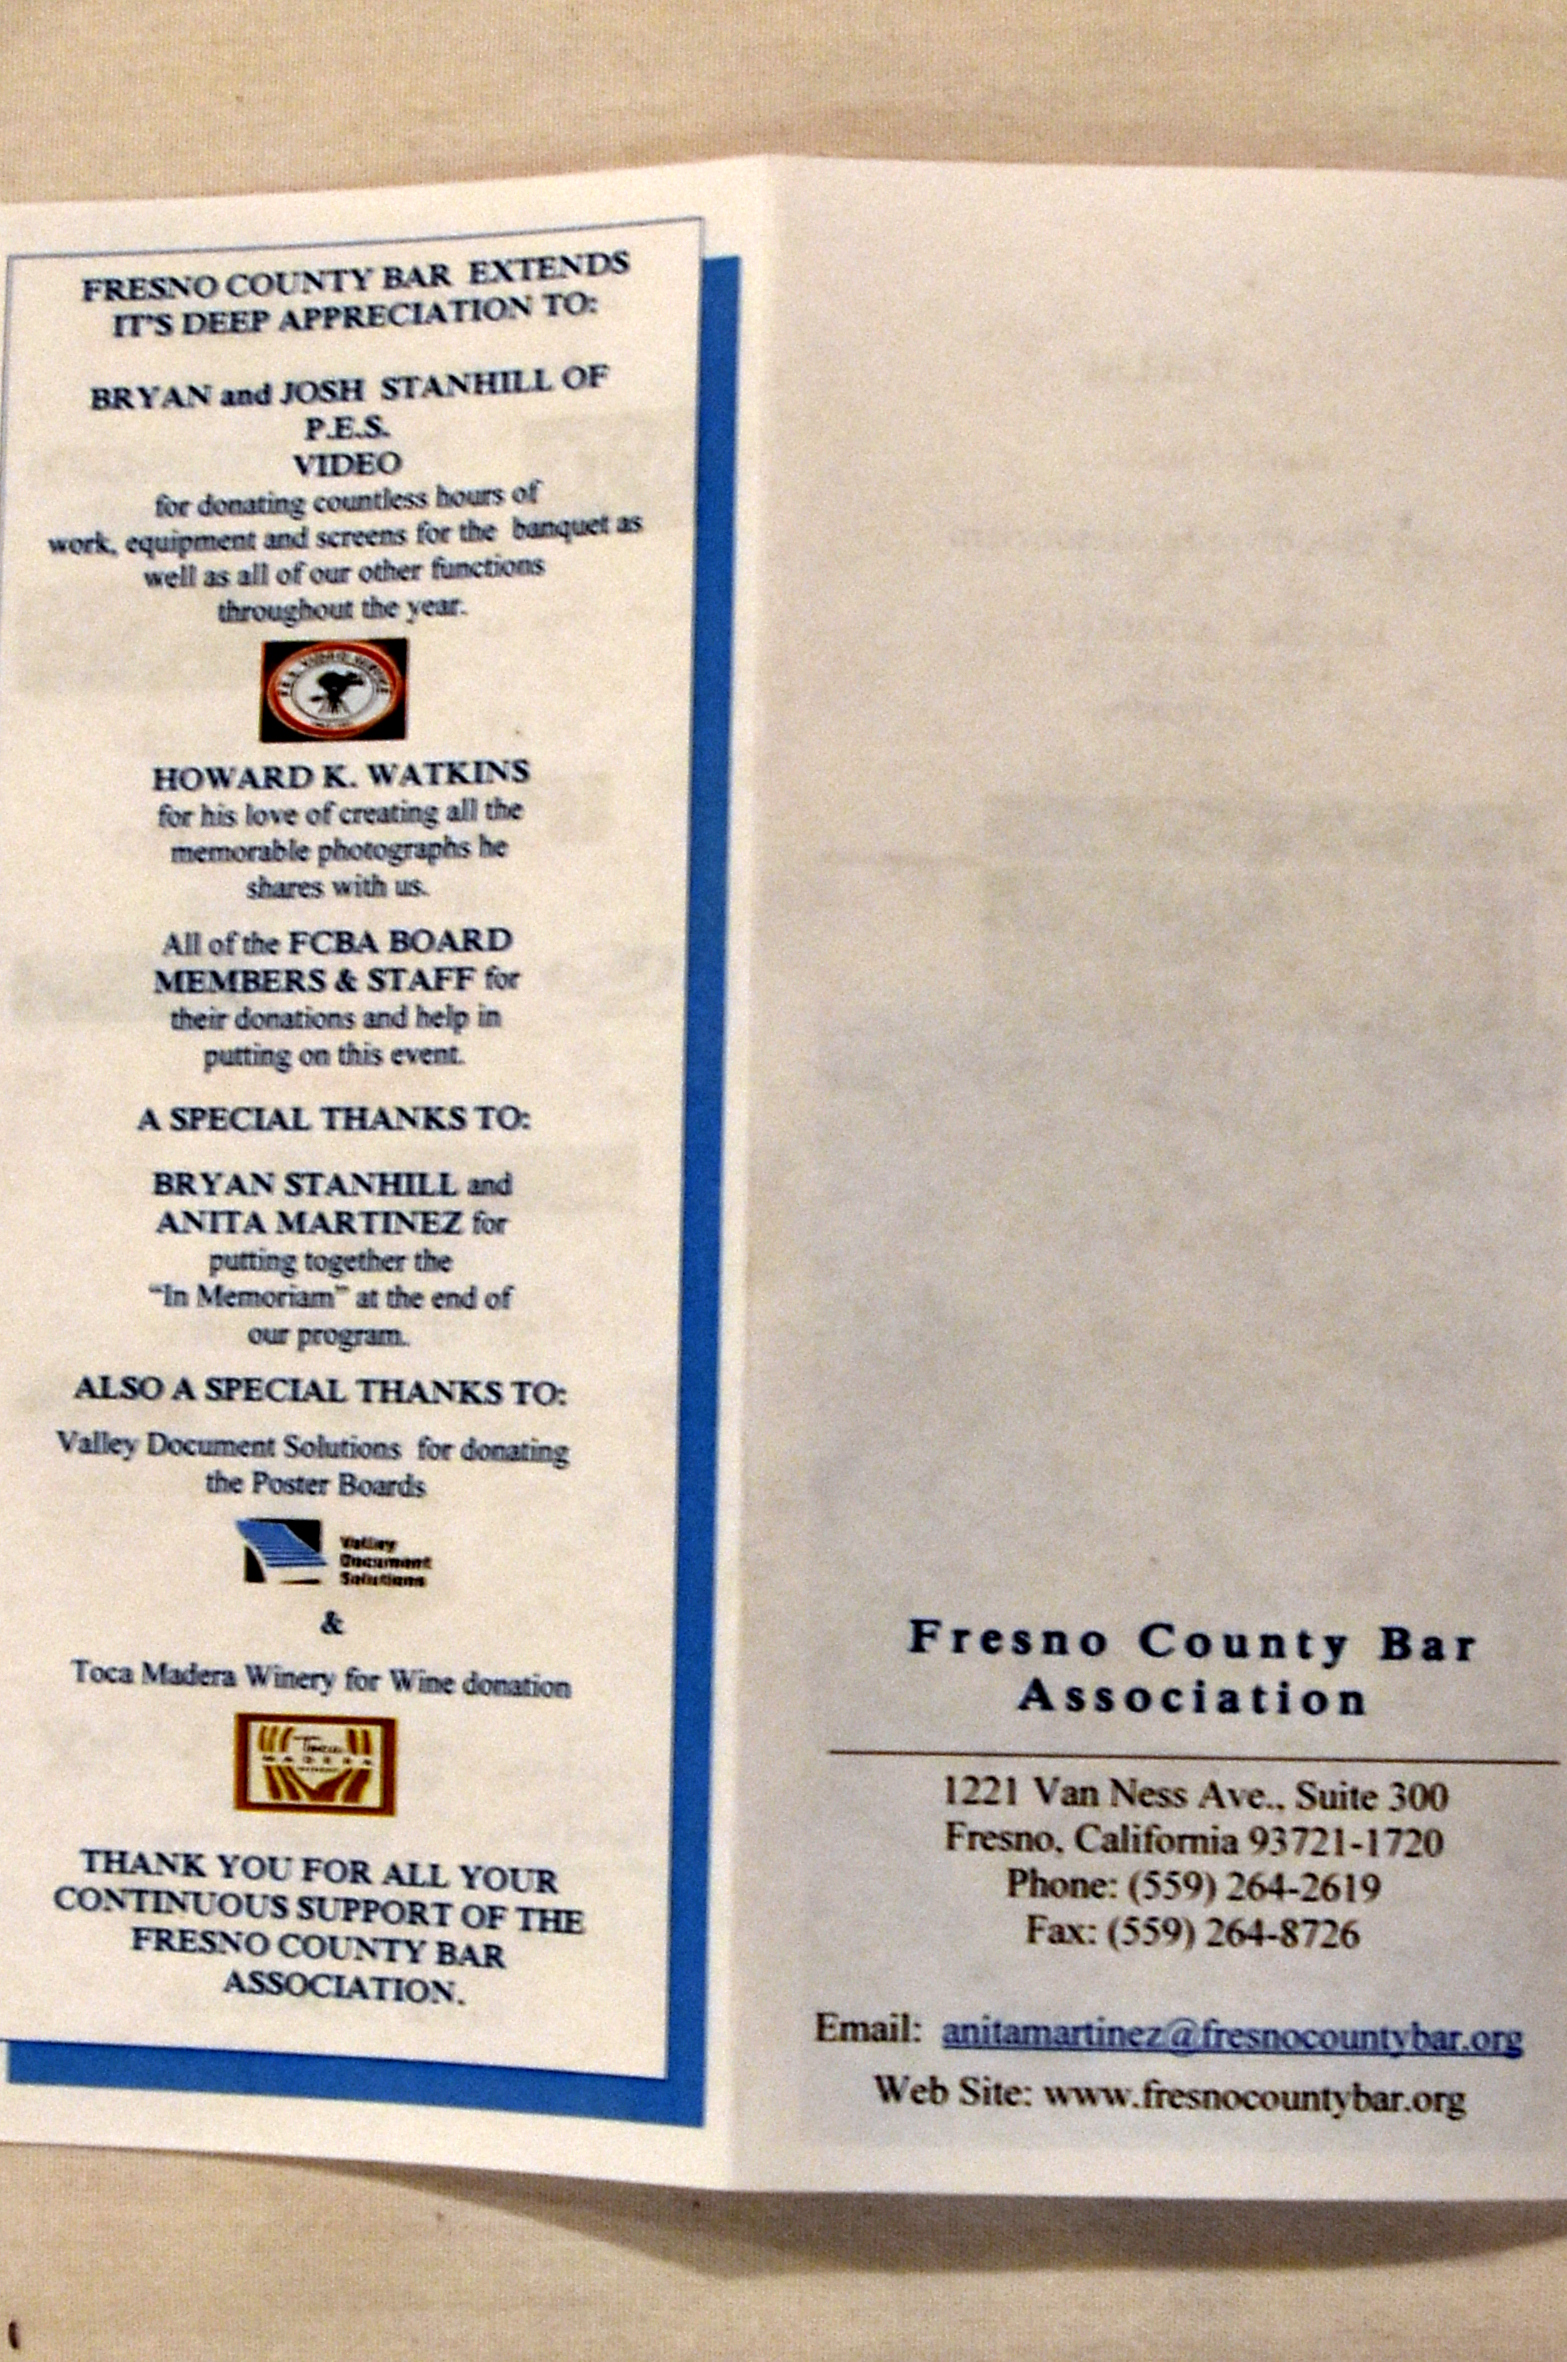 FRESNO COUNTY BAR EXTENDS
IT'S DEEP APPRECIATION TO:
BRYAN and JOSH STANHILL OF
P.E.S.
VIDEO
for donating countless hours of
work, equipment and screens for the banquet as
well as all of our other functions
throughout the year.
HOWARD K. WATKINS
for his love of creating all the
memorable photographs he
shares with us.
All of the FCBA BOARD
MEMBERS & STAFF for
their donations and help in
putting on this event.
A SPECIAL THANKS TO:
BRYAN STANHILL and
ANITA MARTINEZ for
putting together the
"In Memoriam" at the end of
our program.
ALSO A SPECIAL THANKS TO:
Valley Document Solutions for donating
the Poster Boards
Valley
Document
Solutions
&
Toca Madera Winery for Wine donation
MADERA
THANK YOU FOR ALL YOUR
CONTINUOUS SUPPORT OF THE
FRESNO COUNTY BAR
ASSOCIATION.
Fresno County Bar
Association
1221 Van Ness Ave., Suite 300
Fresno, California 93721-1720
Phone: (559) 264-2619
Fax: (559) 264-8726
Email: anitamartinez@fresnocountybar.org
Web Site: www.fresnocountybar.org